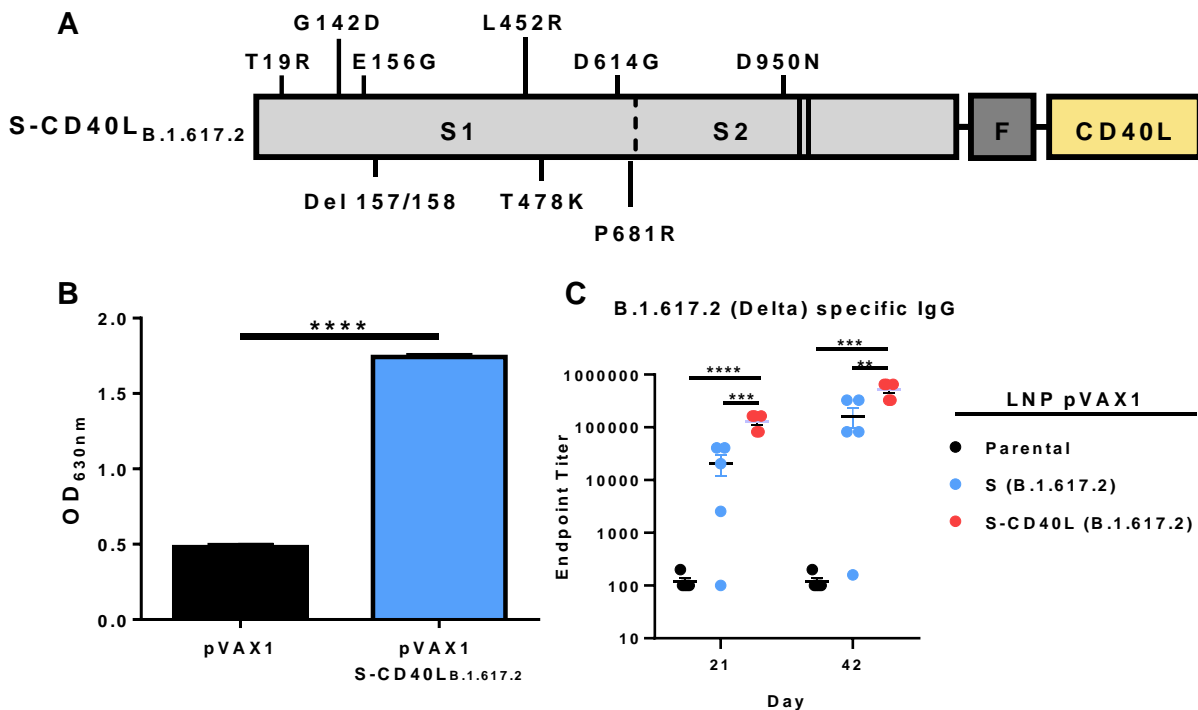 A
G142D
L452R
T19R
E156G
D614G
D950N
S-CD40L B.1.617.2
S1
S2
F
CD40L
Del 157/158
T478K
P681R
B
****
2.0
1.5
1.0
0.5
0.0
OD630nm
pVAX1
pVAX1
S-CD40LB.1.617.2
C
B.1.617.2 (Delta) specific IgG
***
****
**
***
1000000
100000
10000
1000
100
10
Endpoint Titer
21
42
Day
LNP pVAX1
Parental
S (B.1.617.2)
S-CD40L (B.1.617.2)